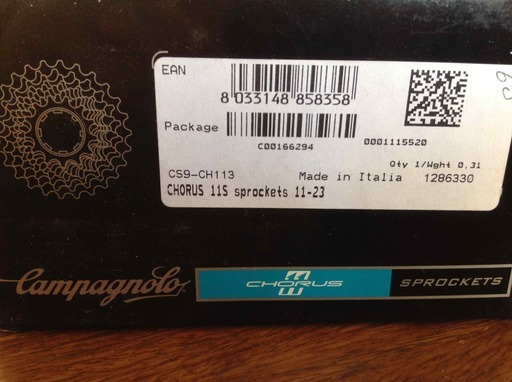 EAN
8 033148 858358
Package
C00166294
0001115520
Qty 1/Wght 0.31
CS9-CH113 Made in Italia 1286330
CHORUS 11S sprockets 11-23
C9
Campagnolo CHORUS SPROCKETS